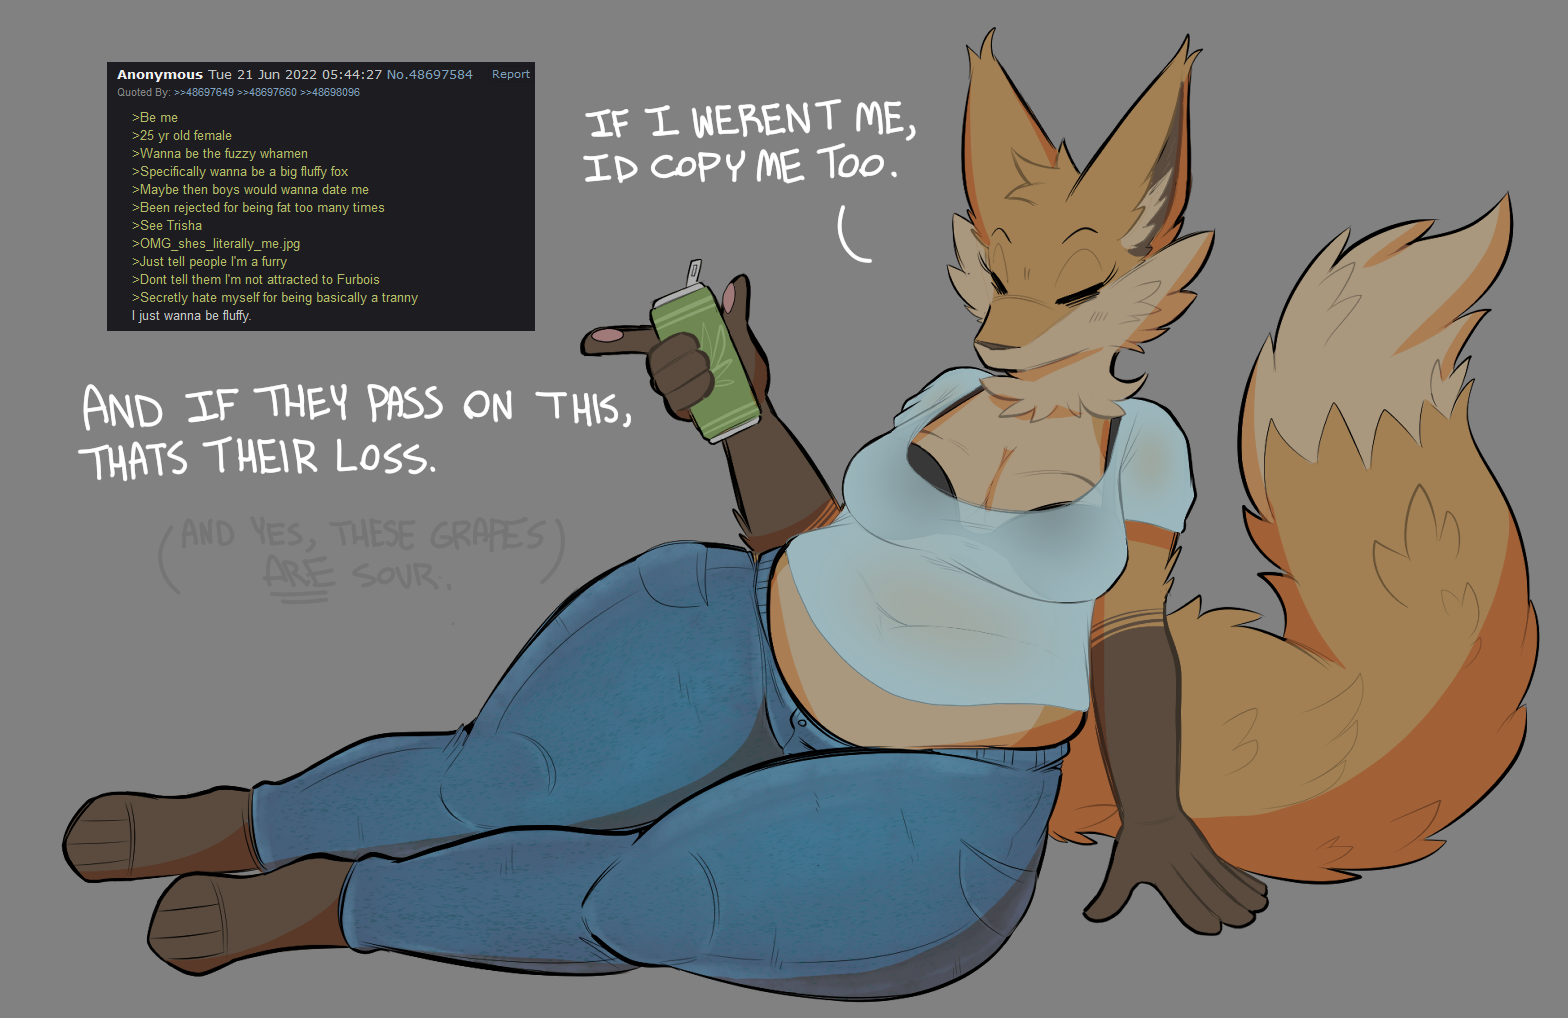 Anonymous Tue 21 Jun 2022 05:44:27 No.48697584 Report
Quoted By: >>48697649 >>48697660 >>48698096
>Be me
>25 yr old female
>Wanna be the fuzzy whamen
>Specifically wanna be a big fluffy fox
>Maybe then boys would wanna date me
>Been rejected for being fat too many times
>See Trisha
>OMG_shes_literally_me.jpg
>Just tell people I'm a furry
>Dont tell them I'm not attracted to Furbois
>Secretly hate myself for being basically a tranny
I just wanna be fluffy.
IF I WERENT ME,
ID COPY ME TOO.
AND IF THEY PASS ON THIS,
THATS THEIR LOSS.
(AND YES, THESE GRAPES
ARE SOUR.)